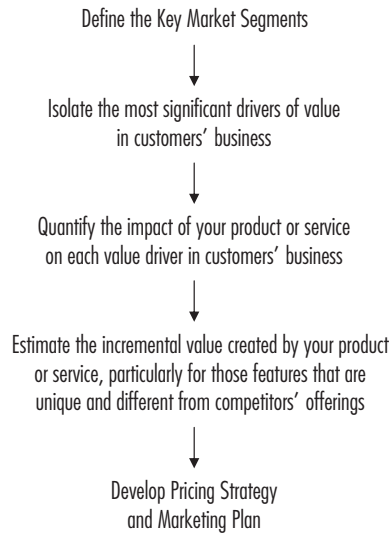 Define the Key Market Segments
Isolate the most significant drivers of value
in customers’ business
Quantify the impact of your product or service
on each value driver in customers’ business
Estimate the incremental value created by your product
or service, particularly for those features that are
unique and different from competitors’ offerings
Develop Pricing Strategy
and Marketing Plan